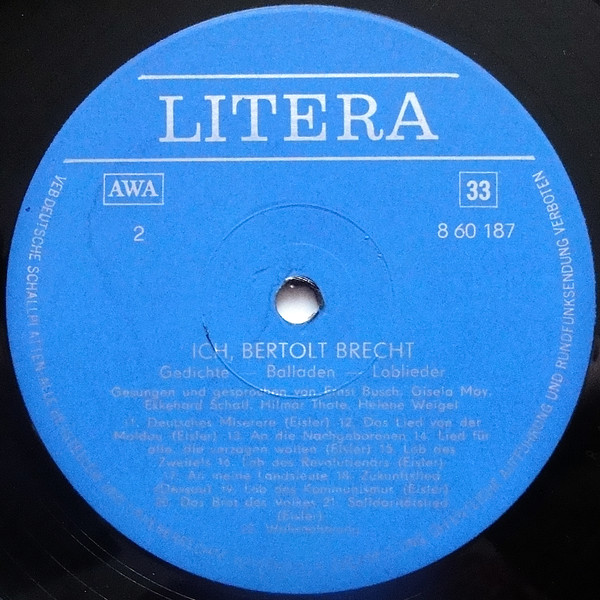 LITERA
AWA
33
2
8 60 187
ICH, BERTOLT BRECHT
Gedichte — Balladen — Loblieder
Gesungen und gesprochen von Ernst Busch, Gisela May,
Ekkehard Schall, Hilmar Thate, Helene Weigel
11. Deutsches Miserere (Eisler) 12. Das Lied von der
Moldau (Eisler) 13. An die Nachgeborenen 14. Lied für
alle, die verzagen wollen (Eisler) 15. Lob des
Zweifels 16. Lob des Revolutionärs (Eisler)
17. An meine Landsleute 18. Zukunftslied
(Dessau) 19. Lob des Kommunismus (Eisler)
20. Das Brot des Volkes 21. Solidaritätslied
(Eisler)
VEB DEUTSCHE SCHALLPLATTEN
AUFFÜHRUNG UND RUNDFUNKSENDUNG VERBOTEN